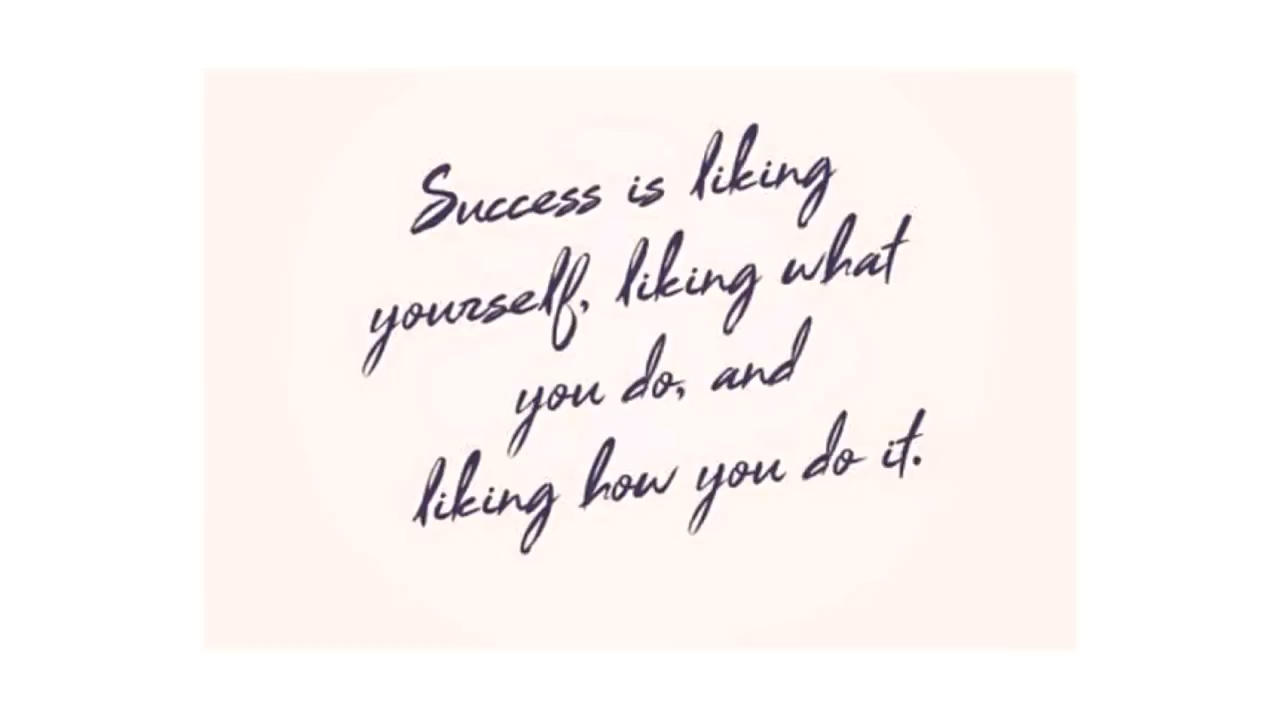 Success is liking
yourself, liking what
you do, and
liking how you do it.